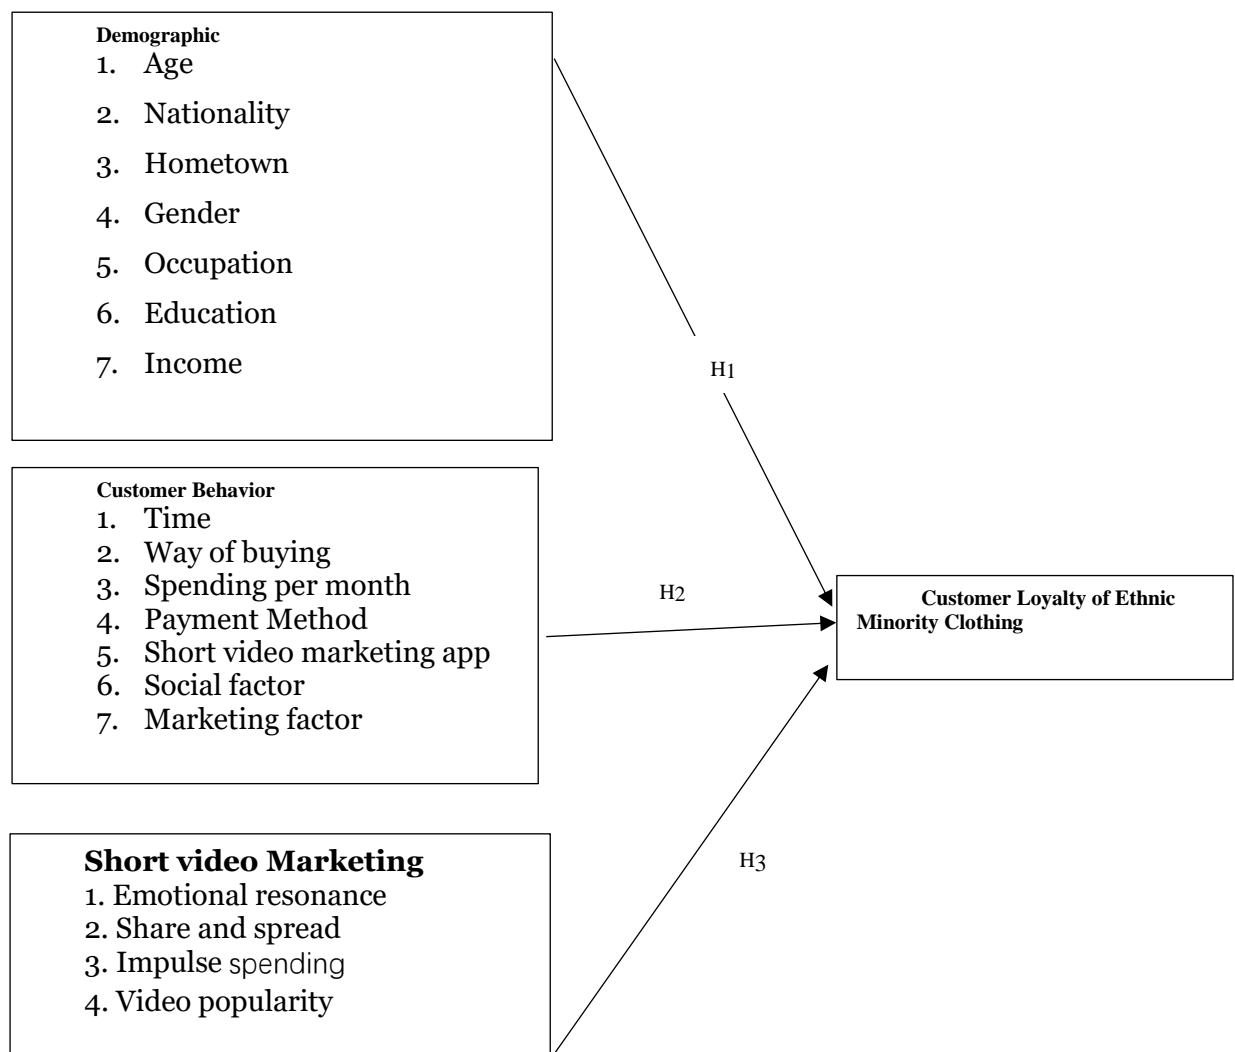 Demographic
1. Age
2. Nationality
3. Hometown
4. Gender
5. Occupation
6. Education
7. Income
H1
Customer Behavior
1. Time
2. Way of buying
3. Spending per month
4. Payment Method
5. Short video marketing app
6. Social factor
7. Marketing factor
H2
Customer Loyalty of Ethnic
Minority Clothing
Short video Marketing
1. Emotional resonance
2. Share and spread
3. Impulse spending
4. Video popularity
H3